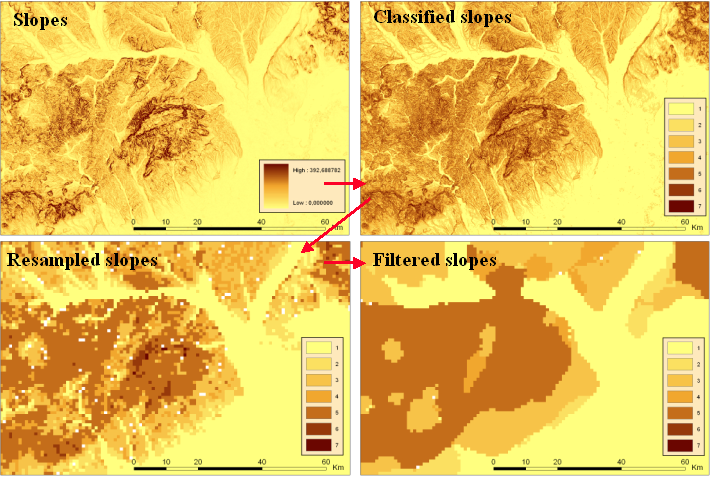 Slopes
High : 392.680702
Low : 0.000000
0 10 20 40 60
Km
Classified slopes
1
2
3
4
5
6
7
0 10 20 40 60
Km
Resampled slopes
1
2
3
4
5
6
7
0 10 20 40 60
Km
Filtered slopes
1
2
3
4
5
6
7
0 10 20 40 60
Km